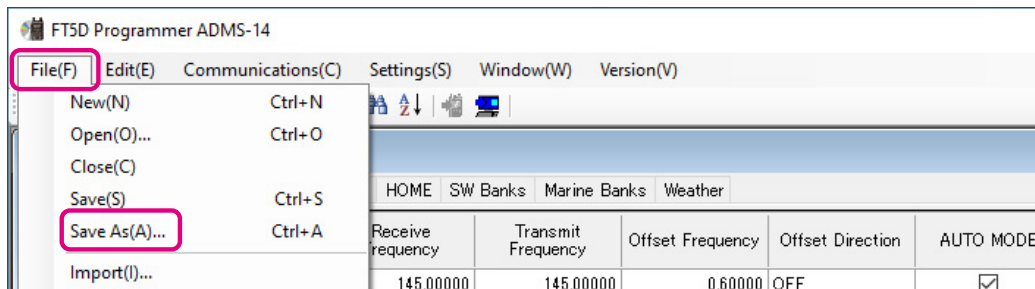 FT5D Programmer ADMS-14
File(F) Edit(E) Communications(C) Settings(S) Window(W) Version(V)
New(N) Ctrl+N
Open(O)... Ctrl+O
Close(C)
Save(S) Ctrl+S
Save As(A)... Ctrl+A
Import(I)...
HOME SW Banks Marine Banks Weather
Receive Frequency Transmit Frequency Offset Frequency Offset Direction AUTO MODE
145.00000 145.00000 0.60000 OFF